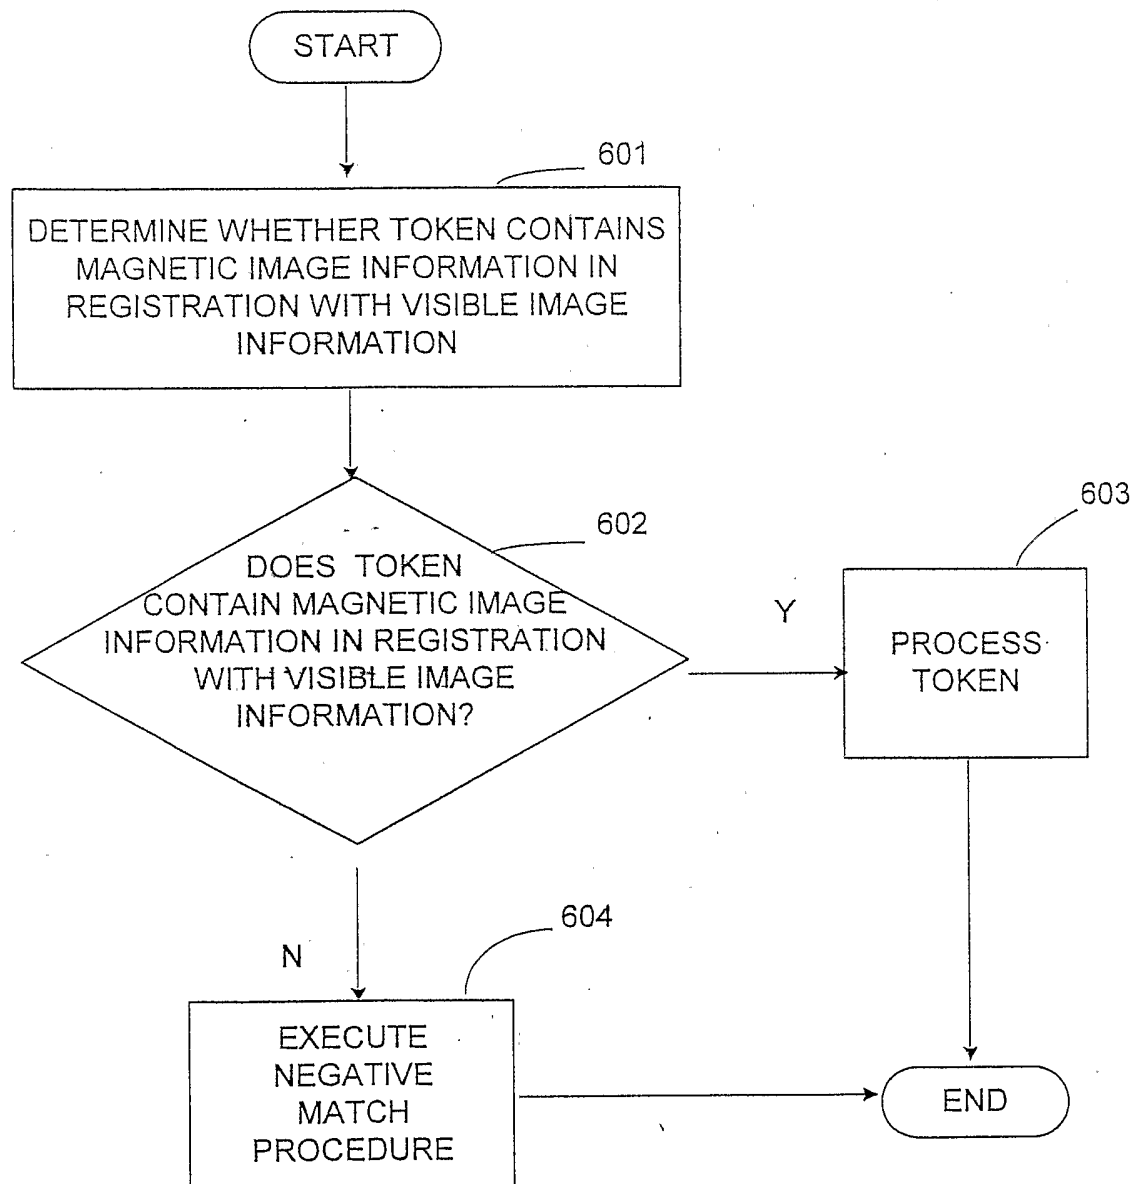 START
601
DETERMINE WHETHER TOKEN CONTAINS
MAGNETIC IMAGE INFORMATION IN
REGISTRATION WITH VISIBLE IMAGE
INFORMATION
602
DOES TOKEN
CONTAIN MAGNETIC IMAGE
INFORMATION IN REGISTRATION
WITH VISIBLE IMAGE
INFORMATION?
Y
603
PROCESS
TOKEN
N
604
EXECUTE
NEGATIVE
MATCH
PROCEDURE
END